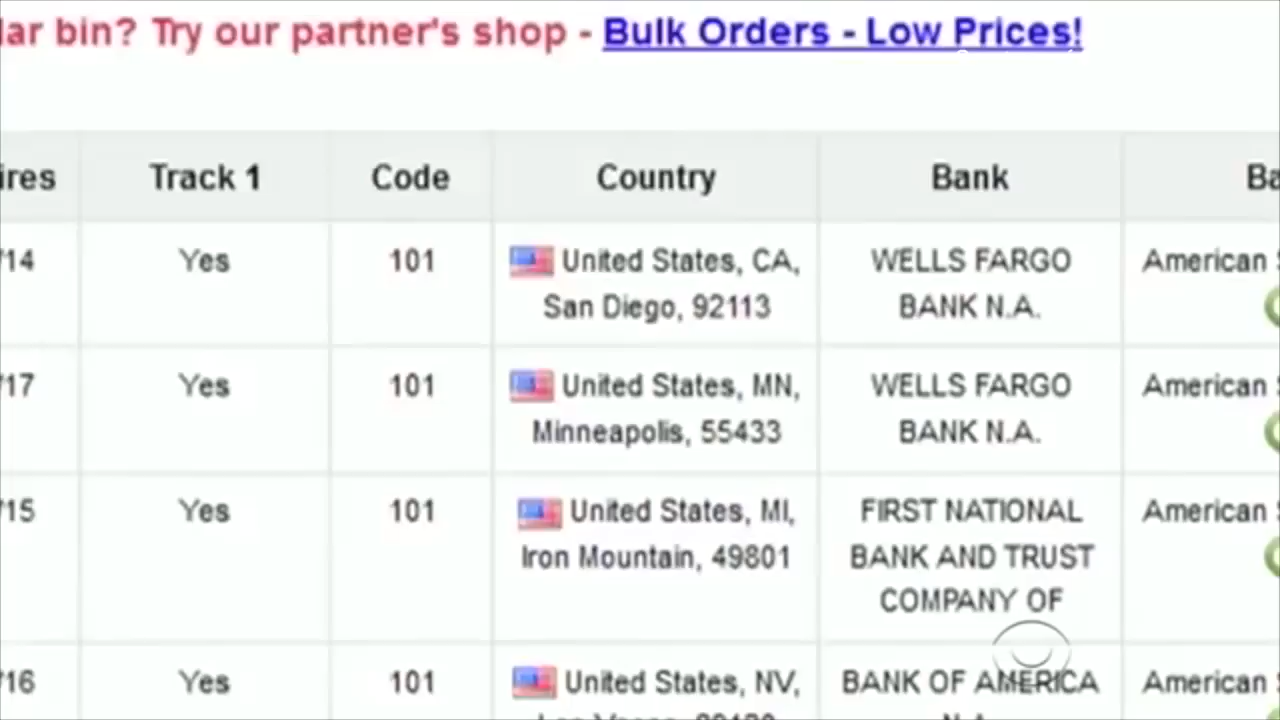 lar bin? Try our partner's shop - Bulk Orders - Low Prices!
ires Track 1 Code Country Bank Ba
/14 Yes 101 United States, CA, WELLS FARGO American
San Diego, 92113 BANK N.A.
/17 Yes 101 United States, MN, WELLS FARGO American
Minneapolis, 55433 BANK N.A.
/15 Yes 101 United States, MI, FIRST NATIONAL American
Iron Mountain, 49801 BANK AND TRUST
COMPANY OF
/16 Yes 101 United States, NV, BANK OF AMERICA American